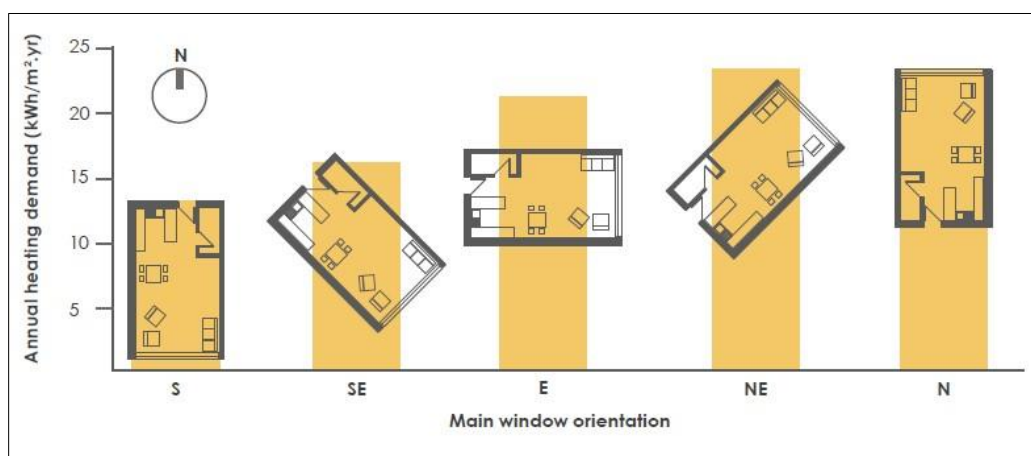 Annual heating demand (kWh/m².yr)
25
20
15
10
5
N
S
SE
E
NE
N
Main window orientation